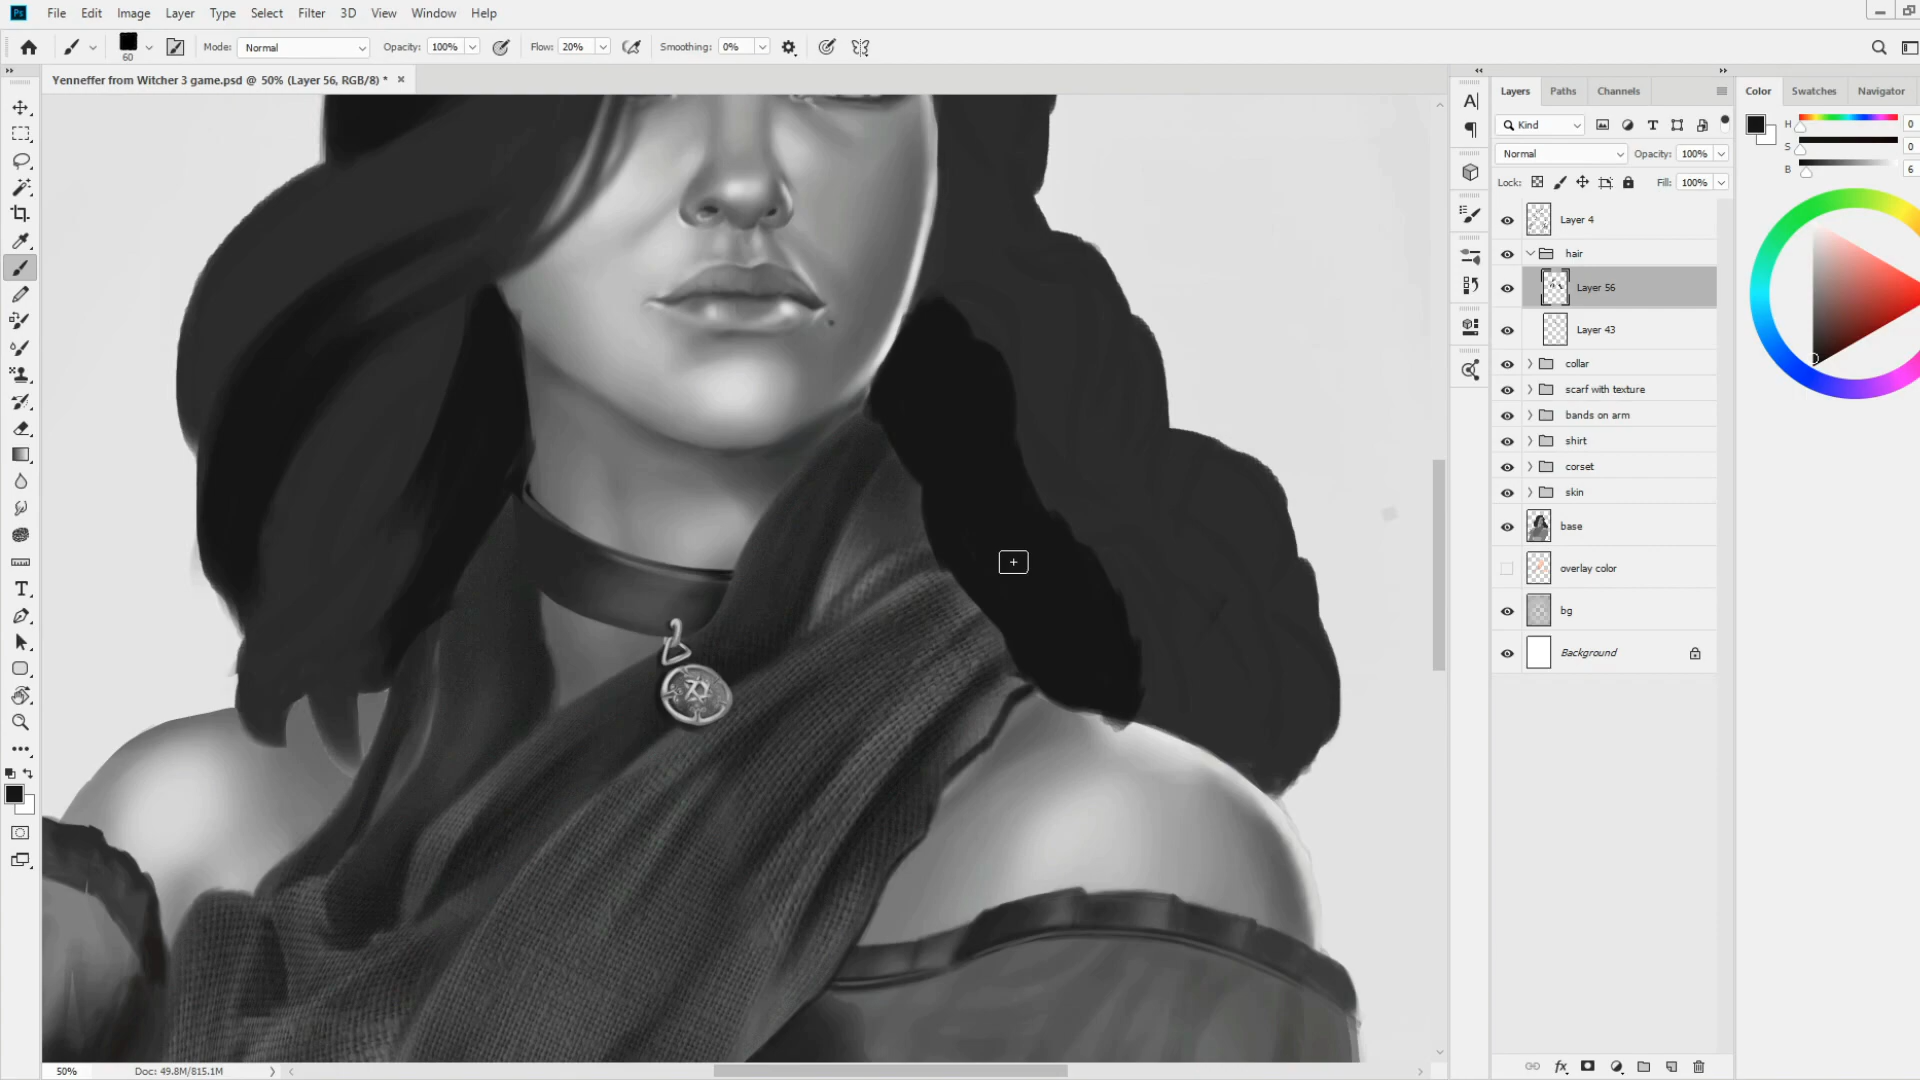 Ps File Edit Image Layer Type Select Filter 3D View Window Help
60 Mode: Normal Opacity: 100% Flow: 20% Smoothing: 0%
Yenneffer from Witcher 3 game.psd @ 50% (Layer 56, RGB/8) * ×
Layers Paths Channels
Color Swatches Navigator
Kind
H 0
S 0
B 6
Normal Opacity: 100%
Lock: Fill: 100%
Layer 4
hair
Layer 56
Layer 43
collar
scarf with texture
bands on arm
shirt
corset
skin
base
overlay color
bg
Background
50% Doc: 49.8M/815.1M